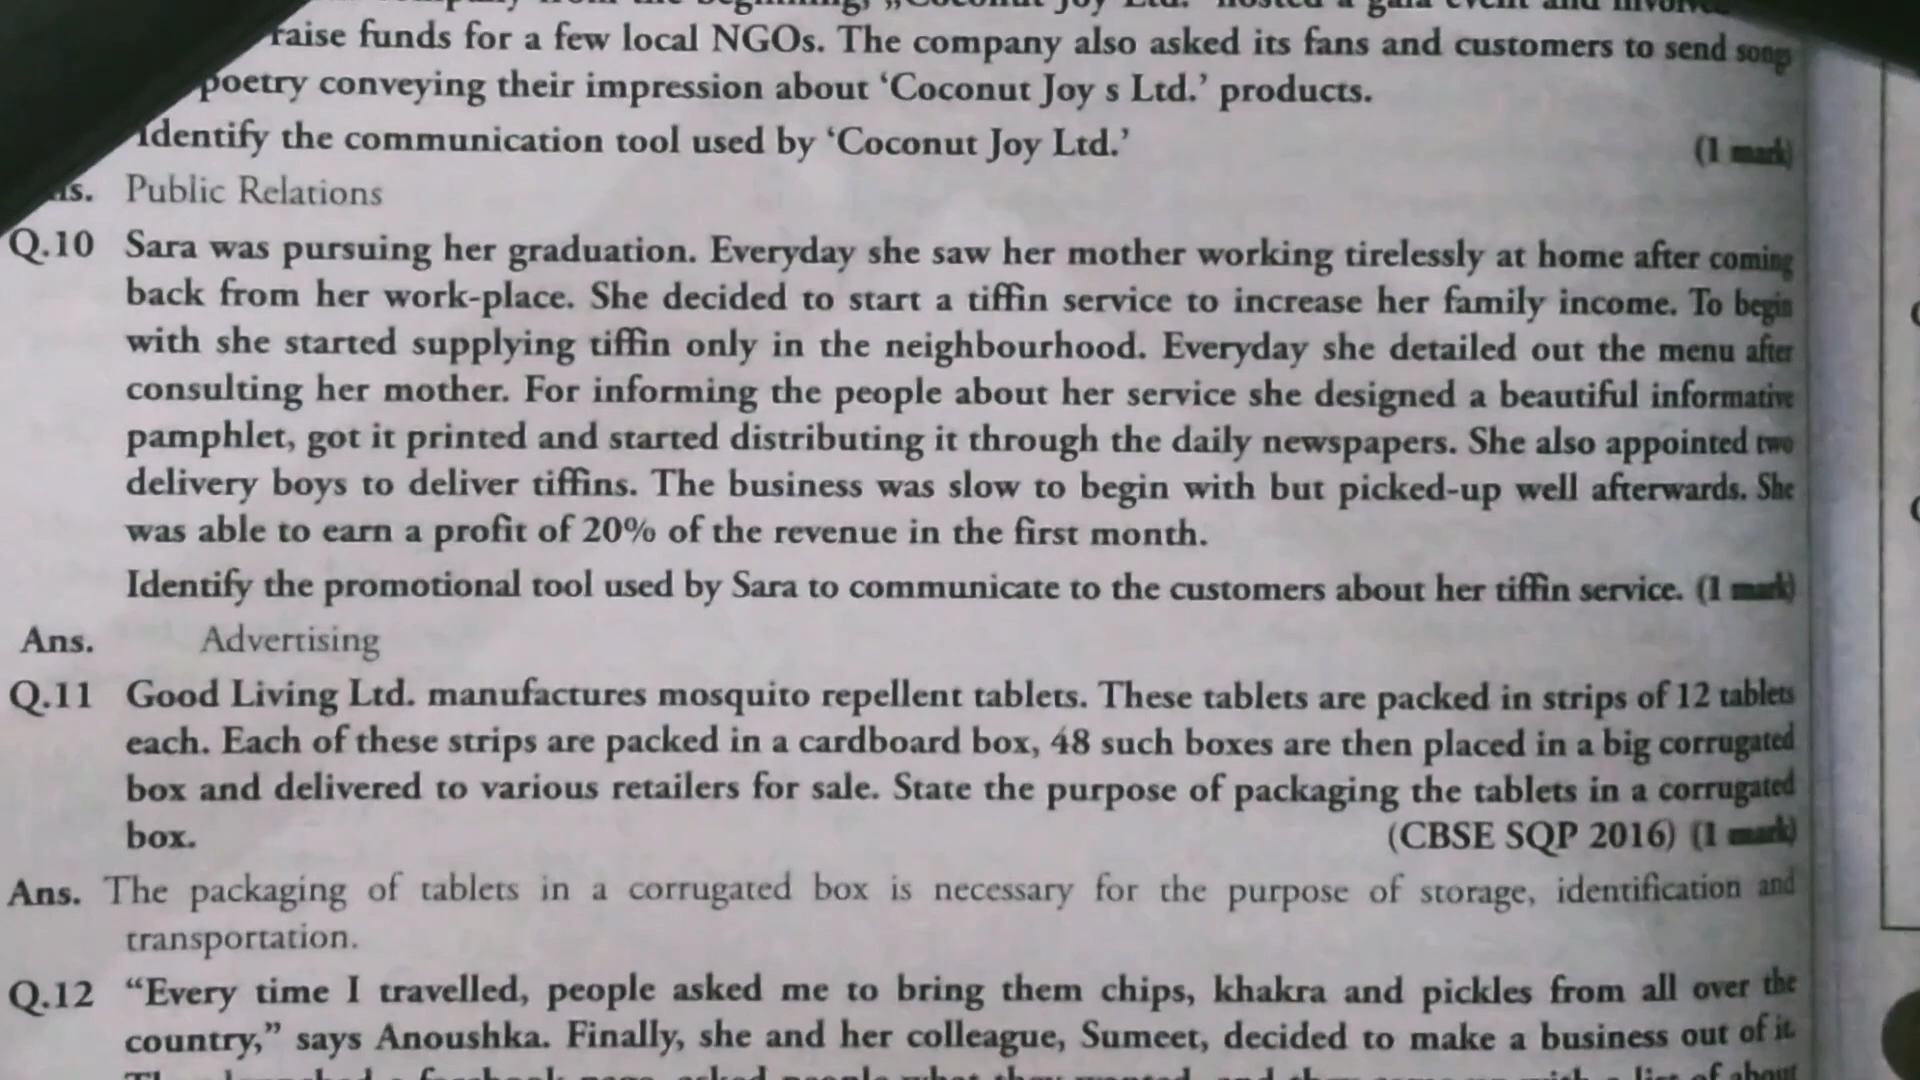 company from the beginning, „Coconut Joy Ltd.‟ hosted a gala event and
raise funds for a few local NGOs. The company also asked its fans and customers to send songs
poetry conveying their impression about ‘Coconut Joy s Ltd.’ products.
Identify the communication tool used by ‘Coconut Joy Ltd.’ (1 mark)
Public Relations
Q.10 Sara was pursuing her graduation. Everyday she saw her mother working tirelessly at home after coming
back from her work-place. She decided to start a tiffin service to increase her family income. To begin
with she started supplying tiffin only in the neighbourhood. Everyday she detailed out the menu after
consulting her mother. For informing the people about her service she designed a beautiful informative
pamphlet, got it printed and started distributing it through the daily newspapers. She also appointed two
delivery boys to deliver tiffins. The business was slow to begin with but picked-up well afterwards. She
was able to earn a profit of 20% of the revenue in the first month.
Identify the promotional tool used by Sara to communicate to the customers about her tiffin service. (1 mark)
Ans. Advertising
Q.11 Good Living Ltd. manufactures mosquito repellent tablets. These tablets are packed in strips of 12 tablets
each. Each of these strips are packed in a cardboard box, 48 such boxes are then placed in a big corrugated
box and delivered to various retailers for sale. State the purpose of packaging the tablets in a corrugated
box. (CBSE SQP 2016) (1 mark)
Ans. The packaging of tablets in a corrugated box is necessary for the purpose of storage, identification and
transportation.
Q.12 “Every time I travelled, people asked me to bring them chips, khakra and pickles from all over the
country,” says Anoushka. Finally, she and her colleague, Sumeet, decided to make a business out of it.